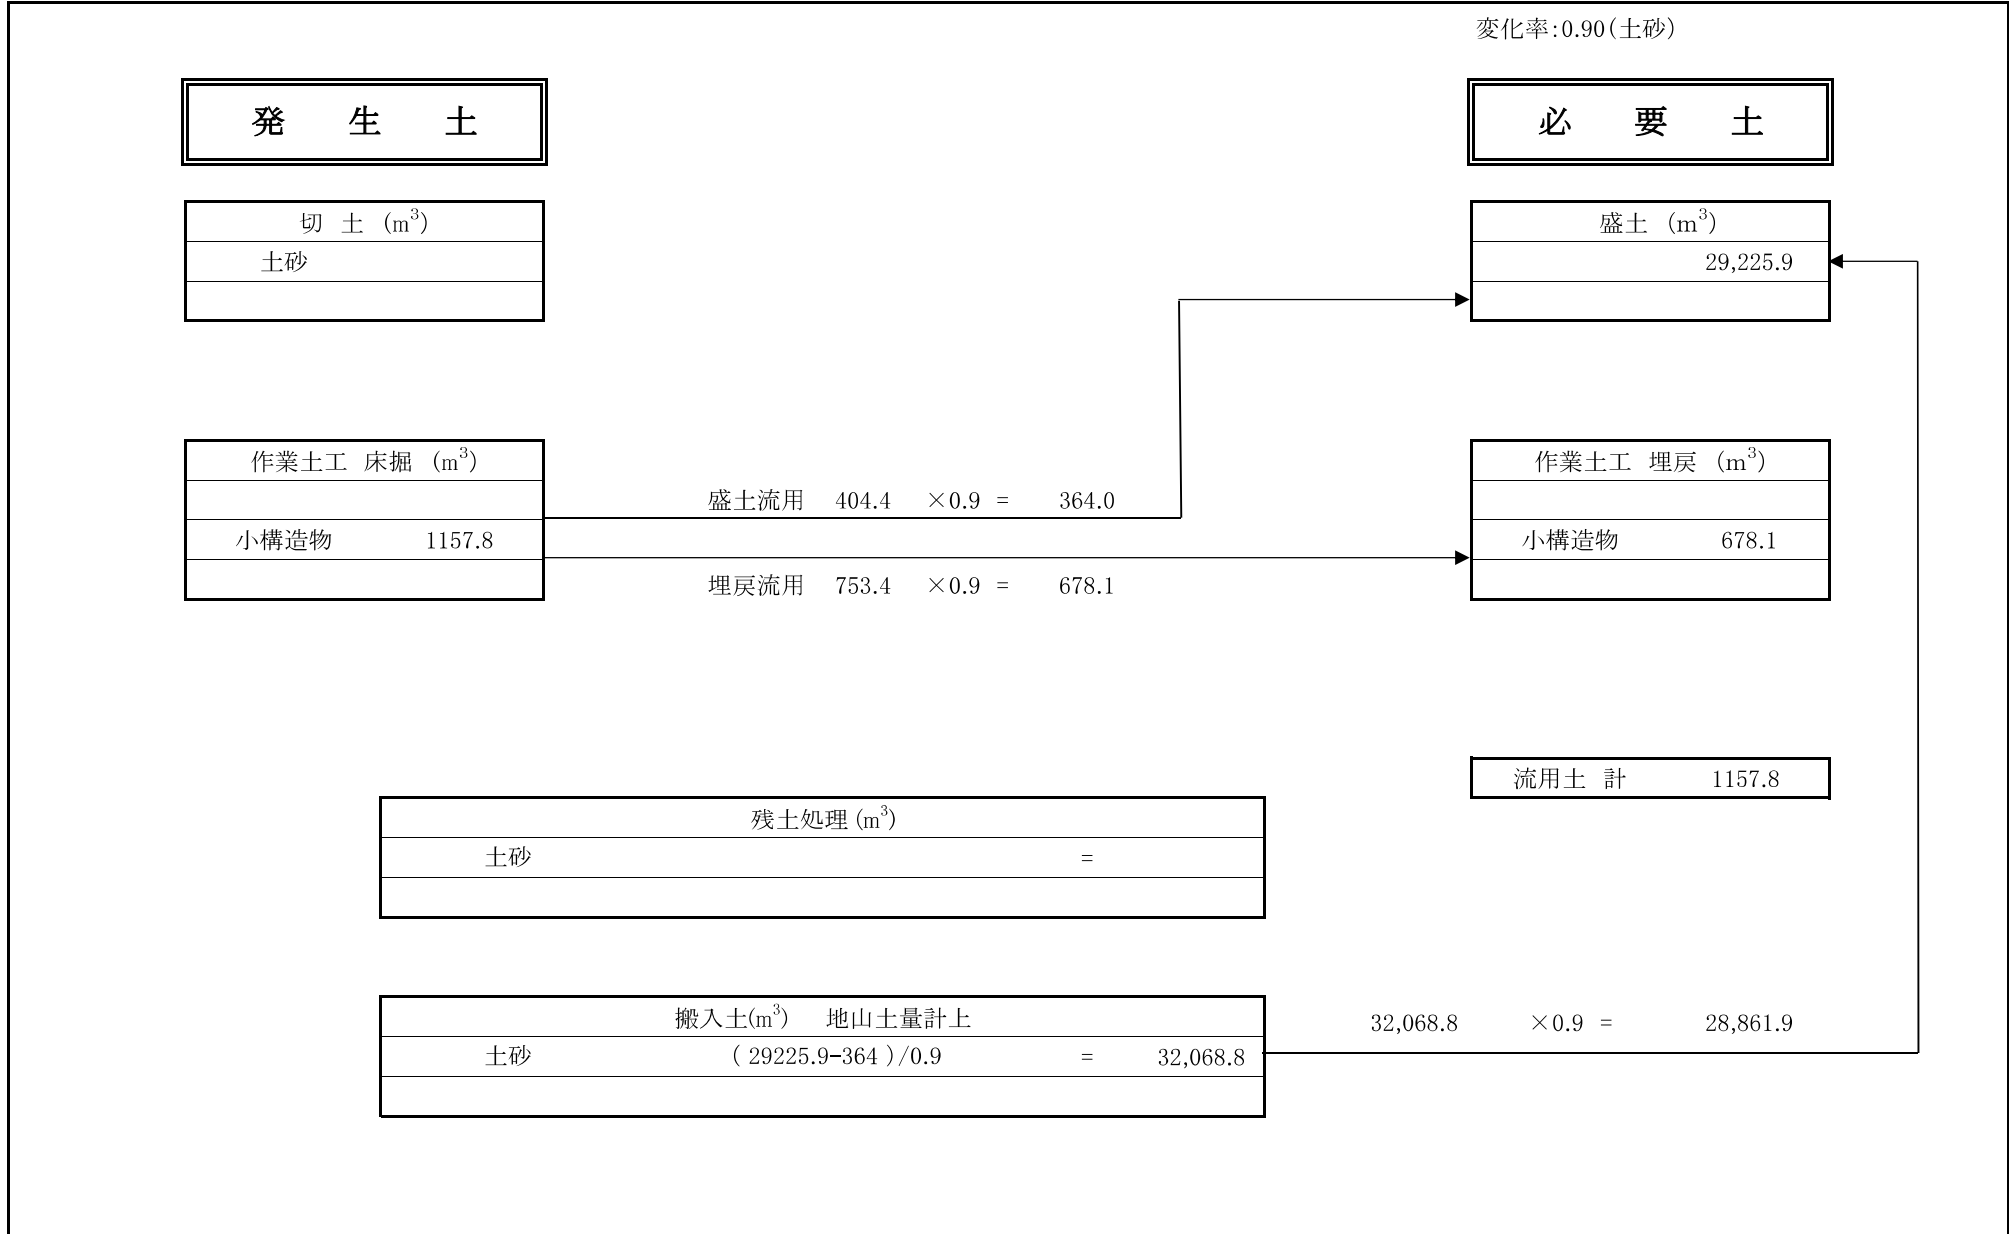 変化率:0.90(土砂)
発 生 土
必 要 土
切 土 (m³)
土砂
盛土 (m³)
29,225.9
作業土工 床掘 (m³)
小構造物 1157.8
盛土流用 404.4 ×0.9 = 364.0
埋戻流用 753.4 ×0.9 = 678.1
作業土工 埋戻 (m³)
小構造物 678.1
流用土 計 1157.8
残土処理(m³)
土砂 =
搬入土(m³) 地山土量計上
土砂 ( 29225.9-364 )/0.9 = 32,068.8
32,068.8 ×0.9 = 28,861.9